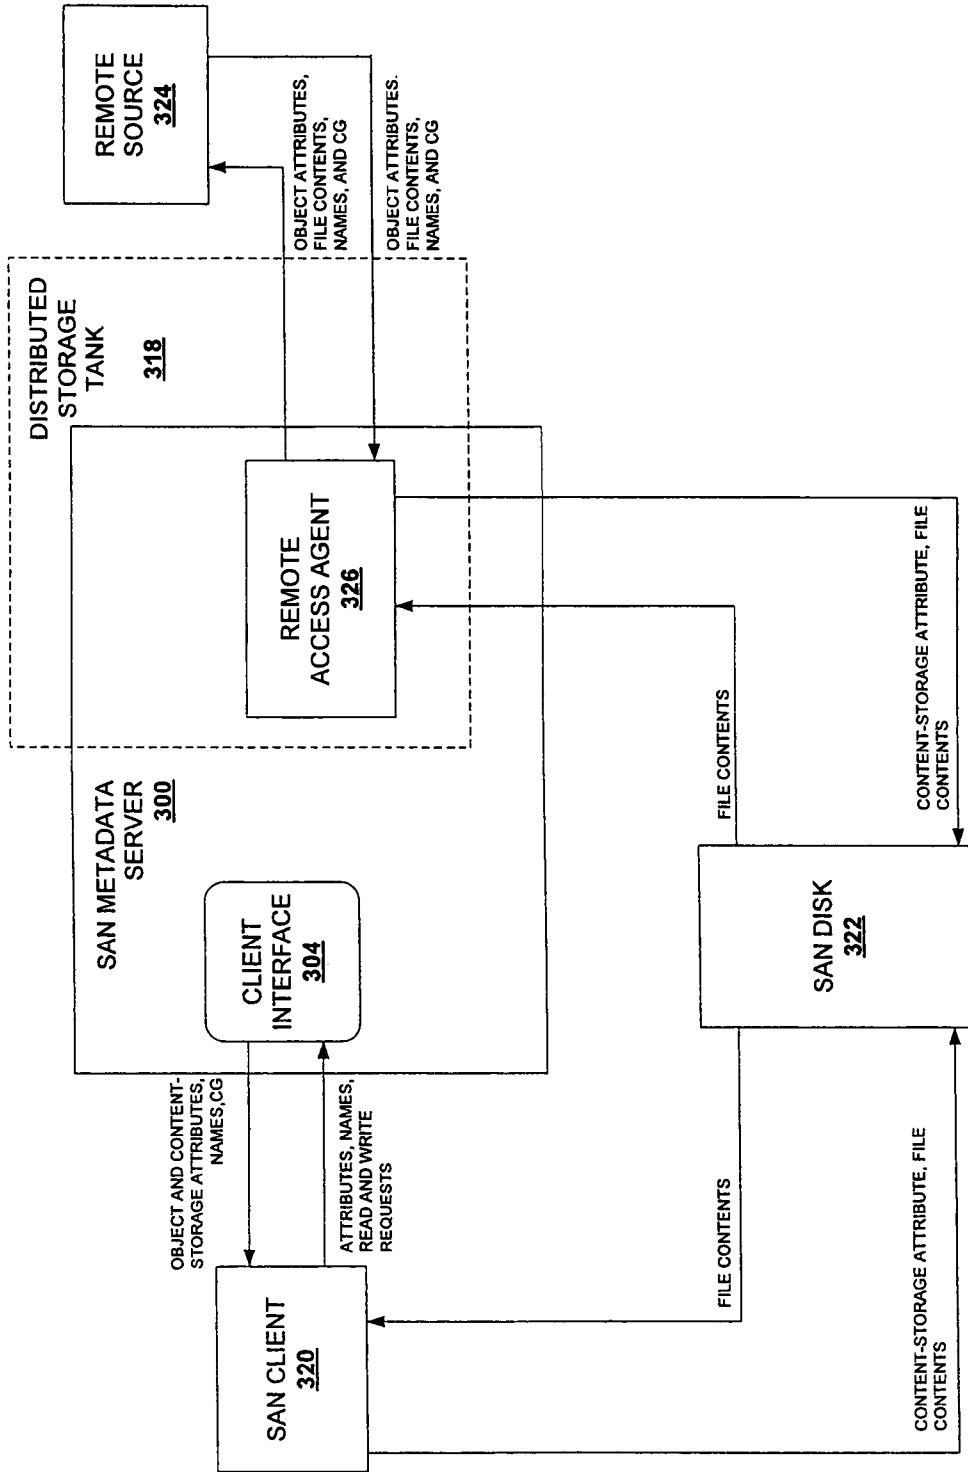 DISTRIBUTED
STORAGE
TANK
318
REMOTE
SOURCE
324
SAN METADATA
SERVER
300
OBJECT ATTRIBUTES,
FILE CONTENTS,
NAMES, AND CG
OBJECT ATTRIBUTES.
FILE CONTENTS,
NAMES, AND CG
REMOTE
ACCESS AGENT
326
CLIENT
INTERFACE
304
OBJECT AND CONTENT-
STORAGE ATTRIBUTES,
NAMES,CG
ATTRIBUTES, NAMES,
READ AND WRITE
REQUESTS
SAN CLIENT
320
FILE CONTENTS
FILE CONTENTS
SAN DISK
322
CONTENT-STORAGE ATTRIBUTE, FILE
CONTENTS
CONTENT-STORAGE ATTRIBUTE, FILE
CONTENTS